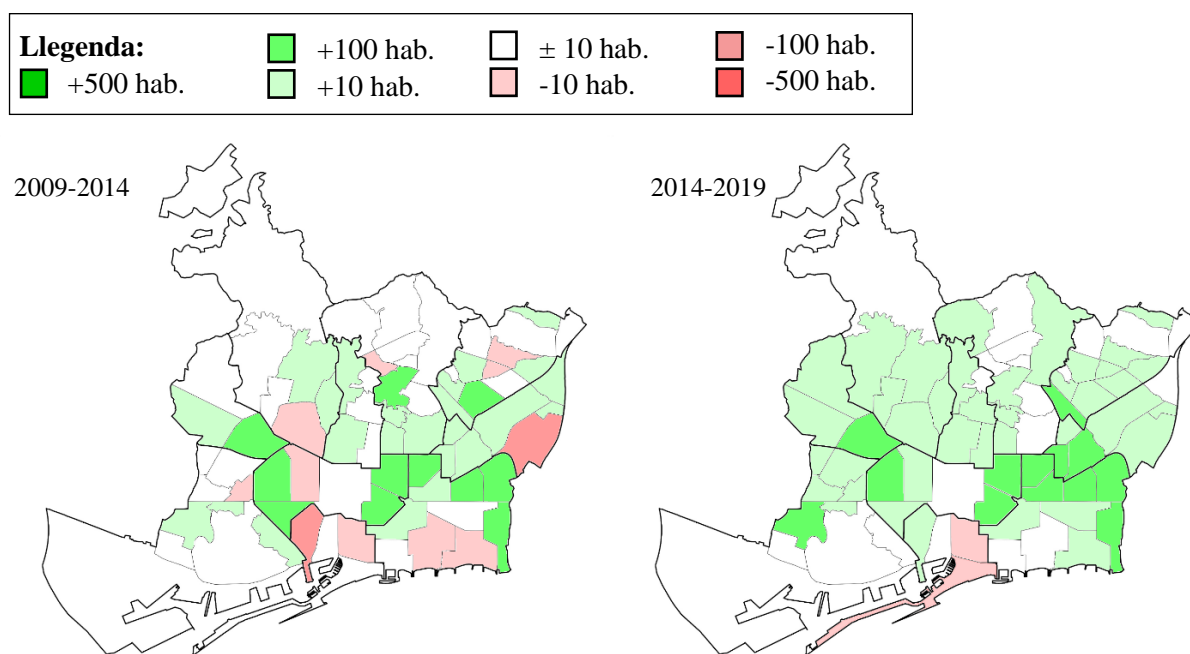 Llegenda:
+500 hab.
+100 hab.
+10 hab.
± 10 hab.
-10 hab.
-100 hab.
-500 hab.
2009-2014
2014-2019